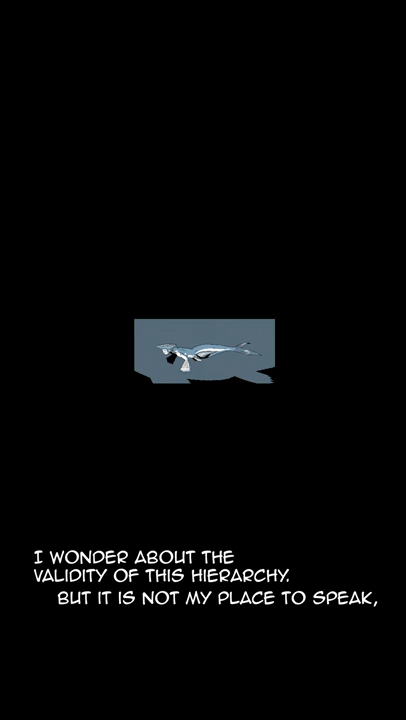 I WONDER ABOUT THE
VALIDITY OF THIS HIERARCHY.
BUT IT IS NOT MY PLACE TO SPEAK,